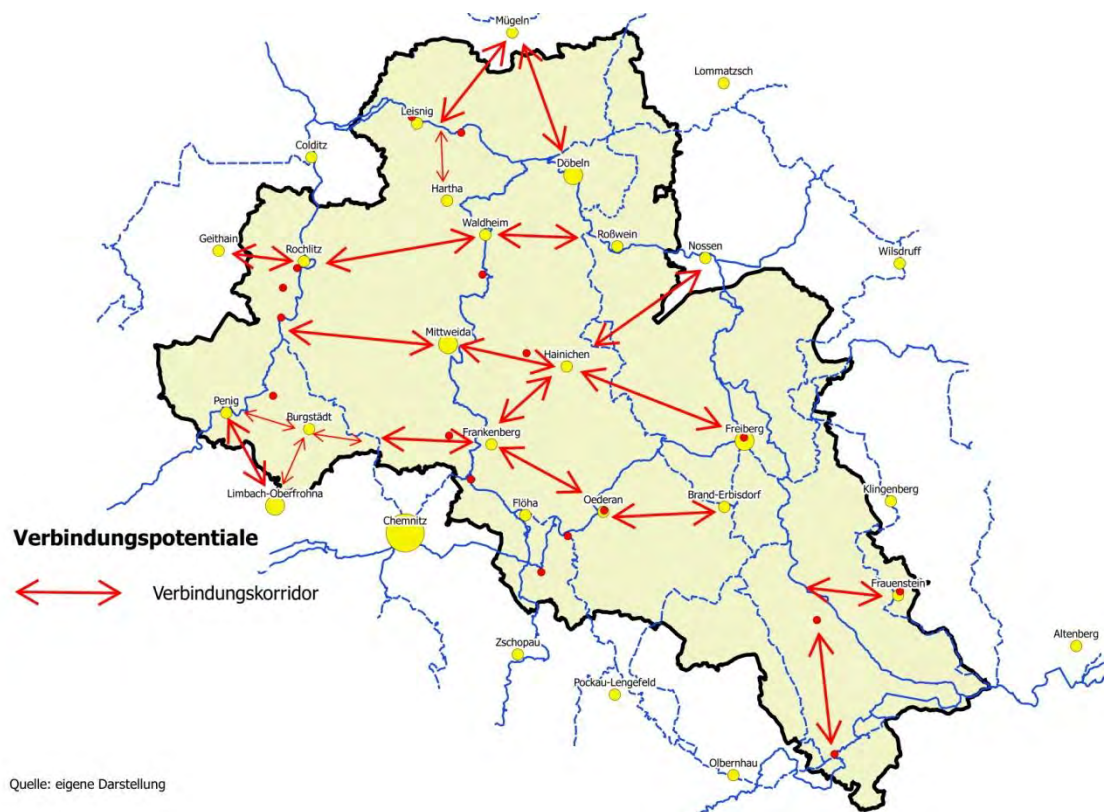 Mügeln
Lommatzsch
Leisnig
Colditz
Döbeln
Hartha
Waldheim
Geithain
Rochlitz
Roßwein
Nossen
Wilsdruff
Mittweida
Hainichen
Penig
Burgstädt
Frankenberg
Freiberg
Limbach-Oberfrohna
Flöha
Oederan
Brand-Erbisdorf
Klingenberg
Chemnitz
Verbindungspotentiale
Verbindungskorridor
Frauenstein
Zschopau
Altenberg
Pockau-Lengefeld
Olbernhau
Quelle: eigene Darstellung